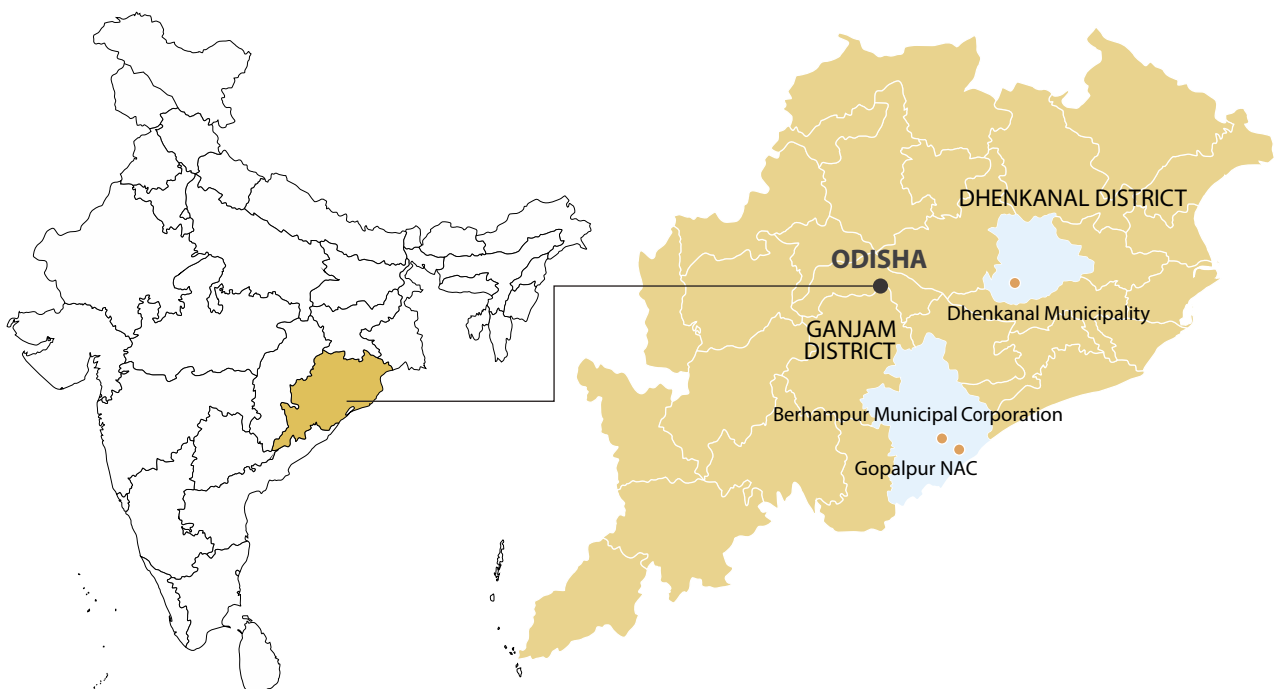 DHENKANAL DISTRICT
ODISHA
Dhenkanal Municipality
GANJAM
DISTRICT
Berhampur Municipal Corporation
Gopalpur NAC